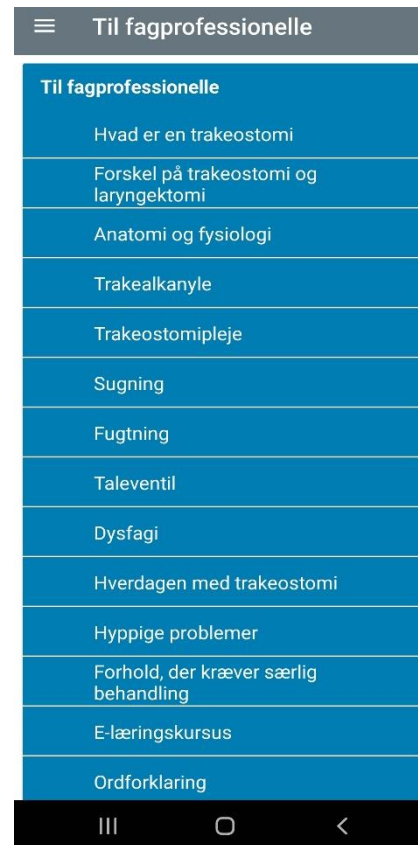 Til fagprofessionelle
Til fagprofessionelle
Hvad er en trakeostomi
Forskel på trakeostomi og
laryngektomi
Anatomi og fysiologi
Trakealkanyle
Trakeostomipleje
Sugning
Fugtning
Taleventil
Dysfagi
Hverdagen med trakeostomi
Hyppige problemer
Forhold, der kræver særlig
behandling
E-læringskursus
Ordforklaring